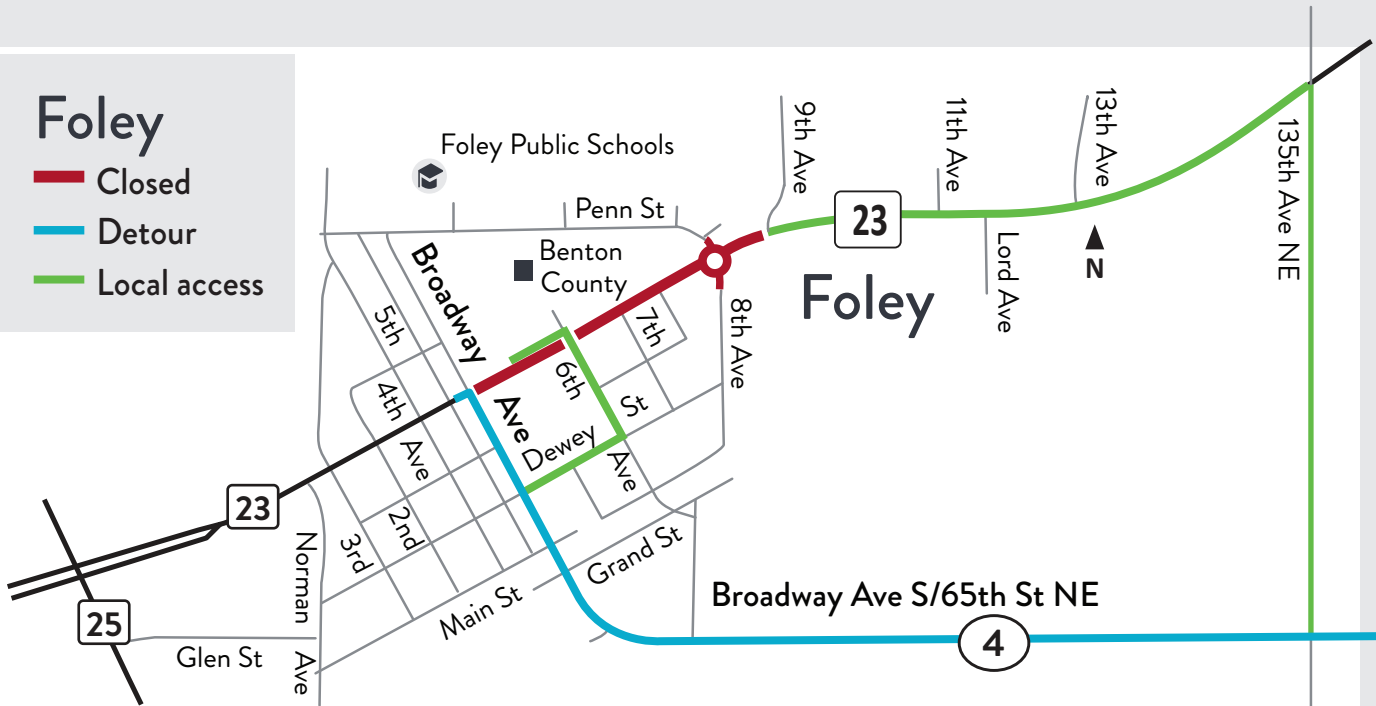 Foley
Closed
Detour
Local access
Foley Public Schools
Penn St
Benton
County
Broadway
Ave
9th Ave
11th Ave
13th Ave
135th Ave NE
23
N
Lord Ave
Foley
8th Ave
7th
6th
Ave
5th
4th
Ave
Dewey
St
2nd
3rd
23
25
Norman
Ave
Glen St
Main St
Grand St
Broadway Ave S/65th St NE
4